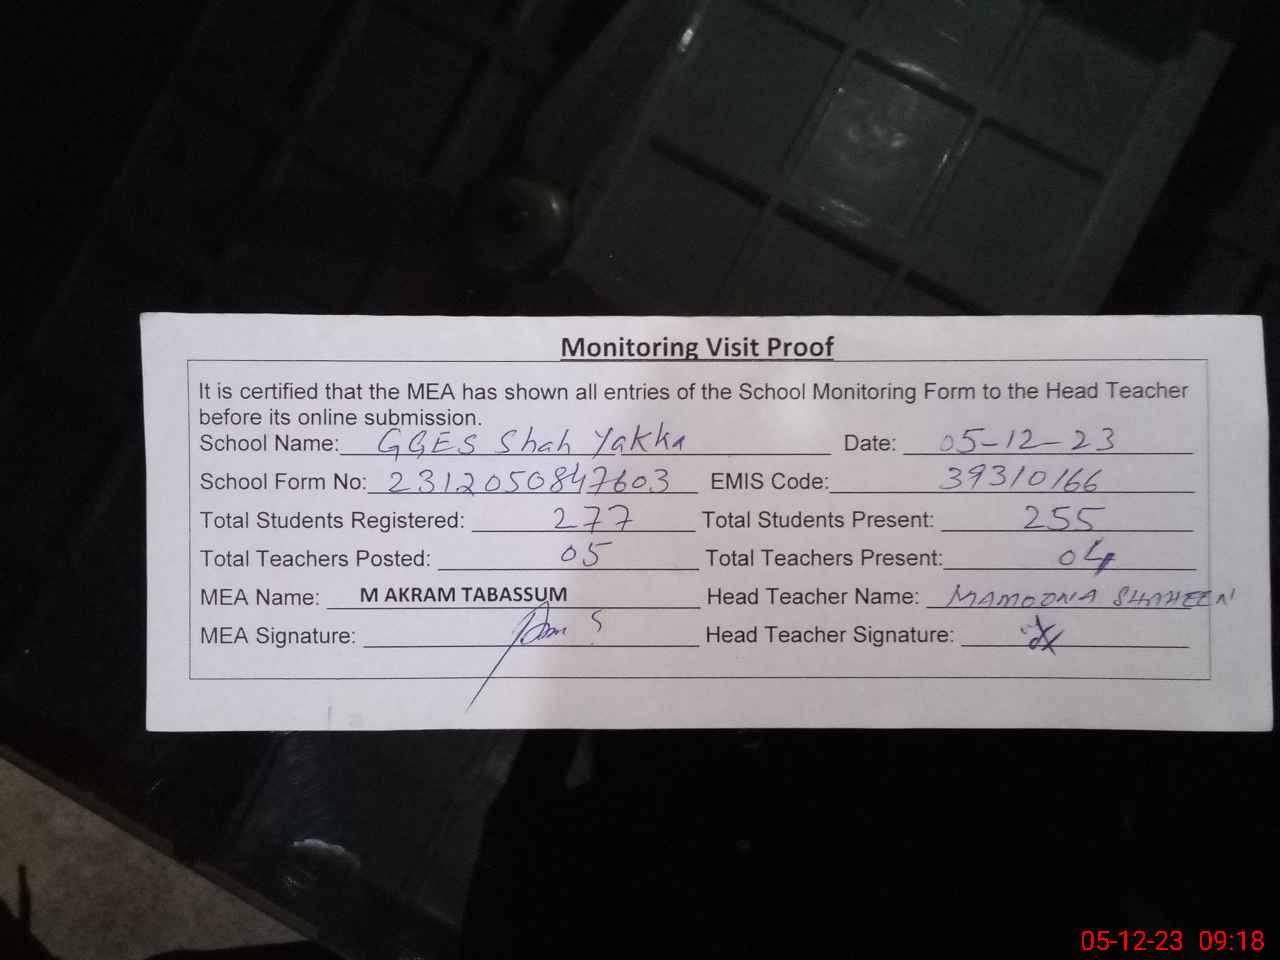 Monitoring Visit Proof
It is certified that the MEA has shown all entries of the School Monitoring Form to the Head Teacher
before its online submission.
School Name: GGES Shah Yakka Date: 05-12-23
School Form No: 2312050847603 EMIS Code: 39310166
Total Students Registered: 277 Total Students Present: 255
Total Teachers Posted: 05 Total Teachers Present: 04
MEA Name: M AKRAM TABASSUM Head Teacher Name: MAMOONA SHAHEEN
MEA Signature: Head Teacher Signature:
05-12-23 09:18